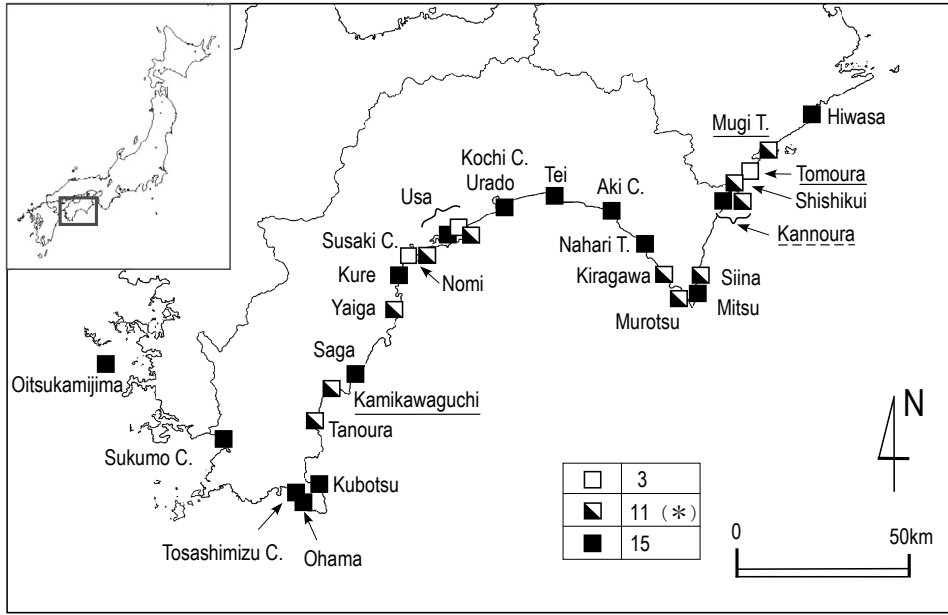 Hiwasa
Mugi T.
Tomoura
Shishikui
Kannoura
Kochi C.
Urado
Tei
Aki C.
Usa
Nahari T.
Susaki C.
Nomi
Kure
Kiragawa
Siina
Mitsu
Murotsu
Yaiga
Saga
Kamikawaguchi
Oitsukamijima
Tanoura
Sukumo C.
Kubotsu
Tosashimizu C.
Ohama
N
3
11 (*)
15
0 50km